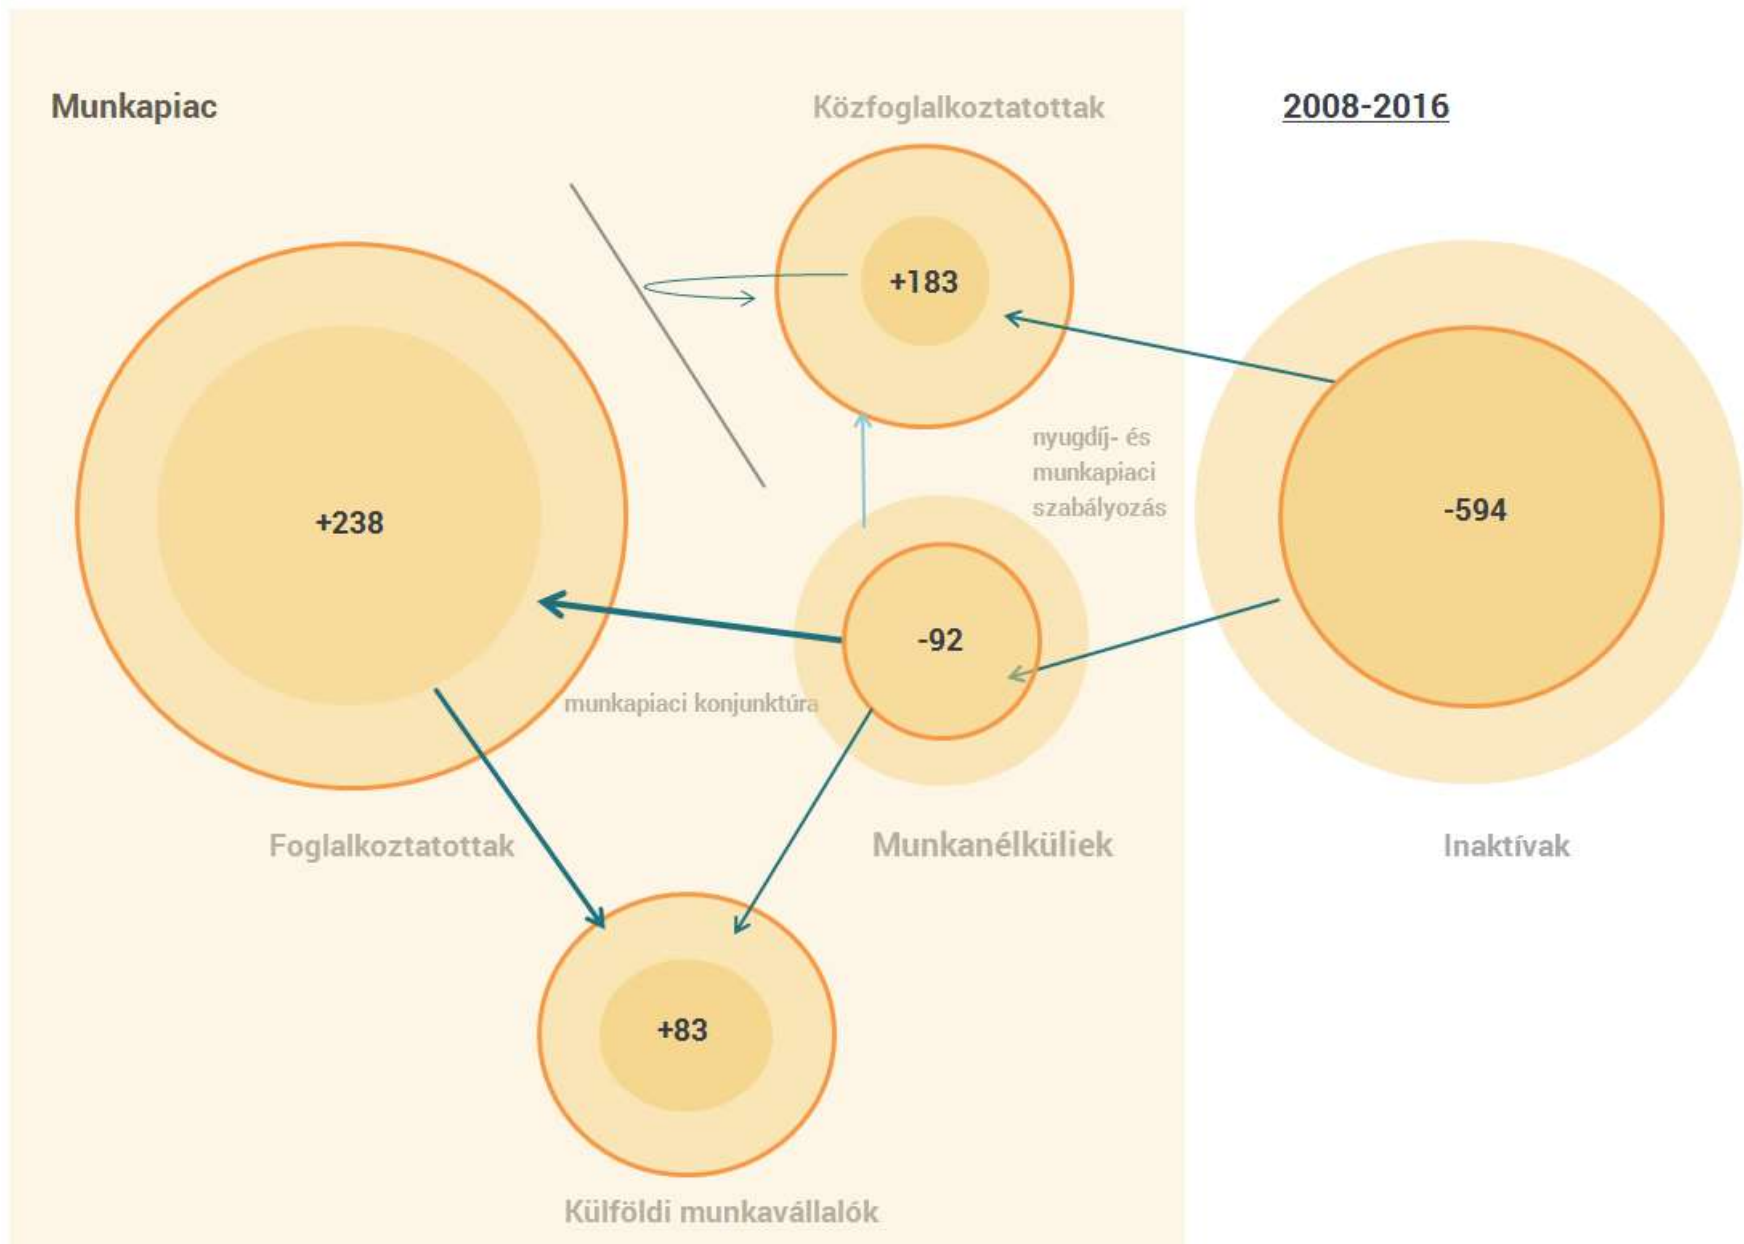 Munkapiac
Közfoglalkoztatottak
2008-2016
+183
nyugdíj- és
munkapiaci
szabályozás
+238
-594
-92
munkapiaci konjunktúra
Foglalkoztatottak
Munkanélküliek
Inaktívak
+83
Külföldi munkavállalók